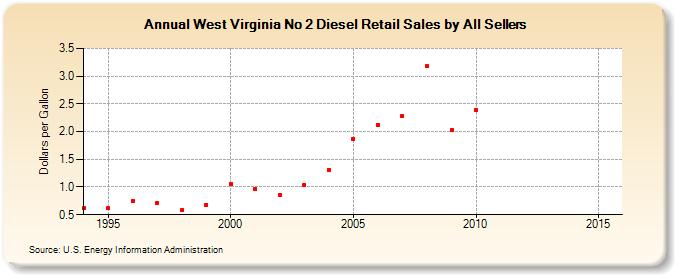 Annual West Virginia No 2 Diesel Retail Sales by All Sellers
Dollars per Gallon
3.5
3.0
2.5
2.0
1.5
1.0
0.5
1995 2000 2005 2010 2015
Source: U.S. Energy Information Administration